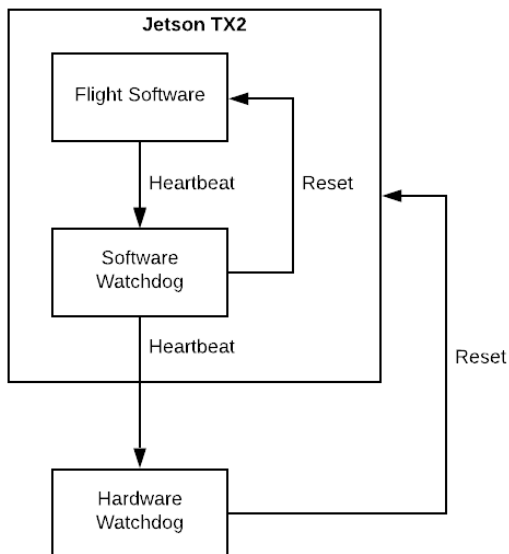 Jetson TX2
Flight Software
Heartbeat
Reset
Software
Watchdog
Heartbeat
Reset
Hardware
Watchdog